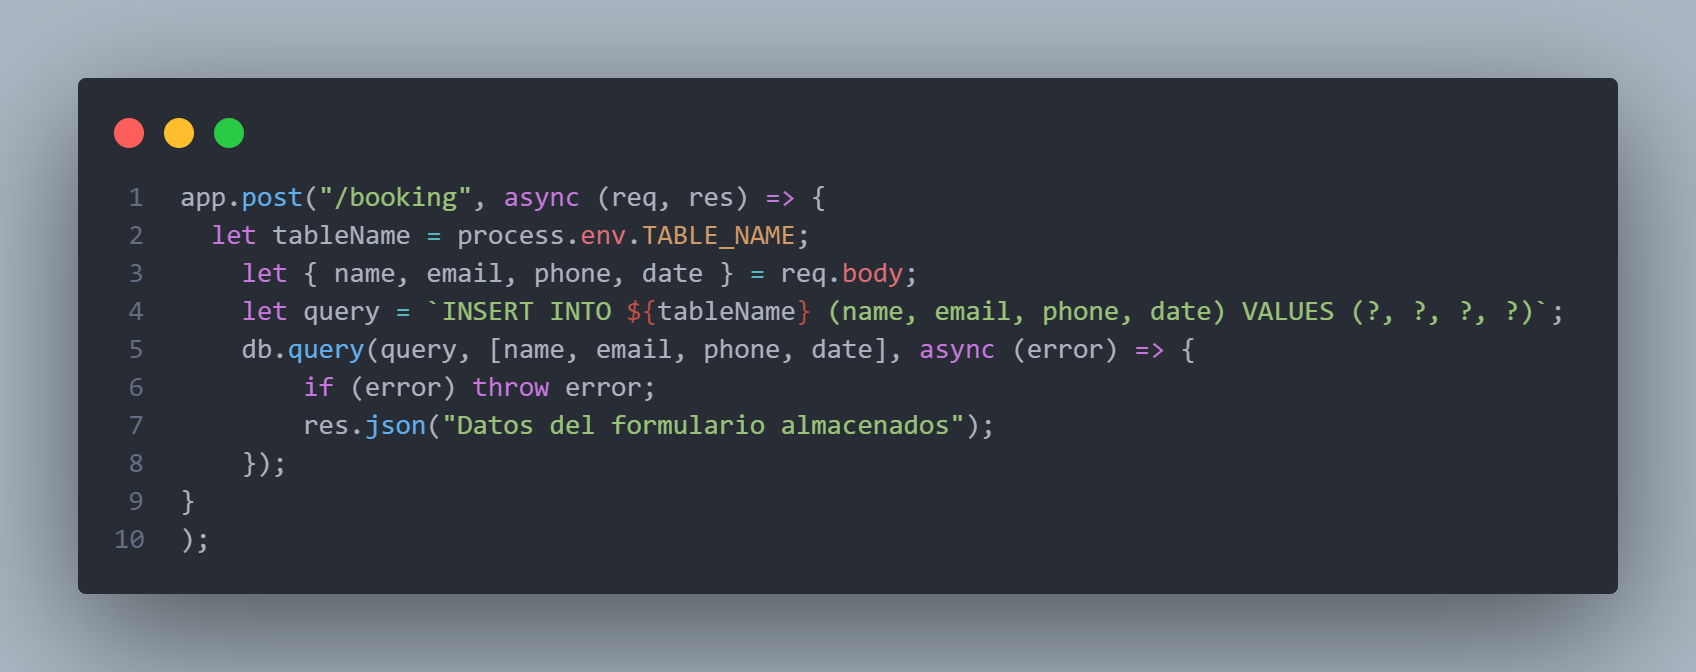 1 app.post("/booking", async (req, res) => {
2   let tableName = process.env.TABLE_NAME;
3     let { name, email, phone, date } = req.body;
4     let query = `INSERT INTO ${tableName} (name, email, phone, date) VALUES (?, ?, ?, ?)`;
5     db.query(query, [name, email, phone, date], async (error) => {
6         if (error) throw error;
7         res.json("Datos del formulario almacenados");
8     });
9 }
10 );